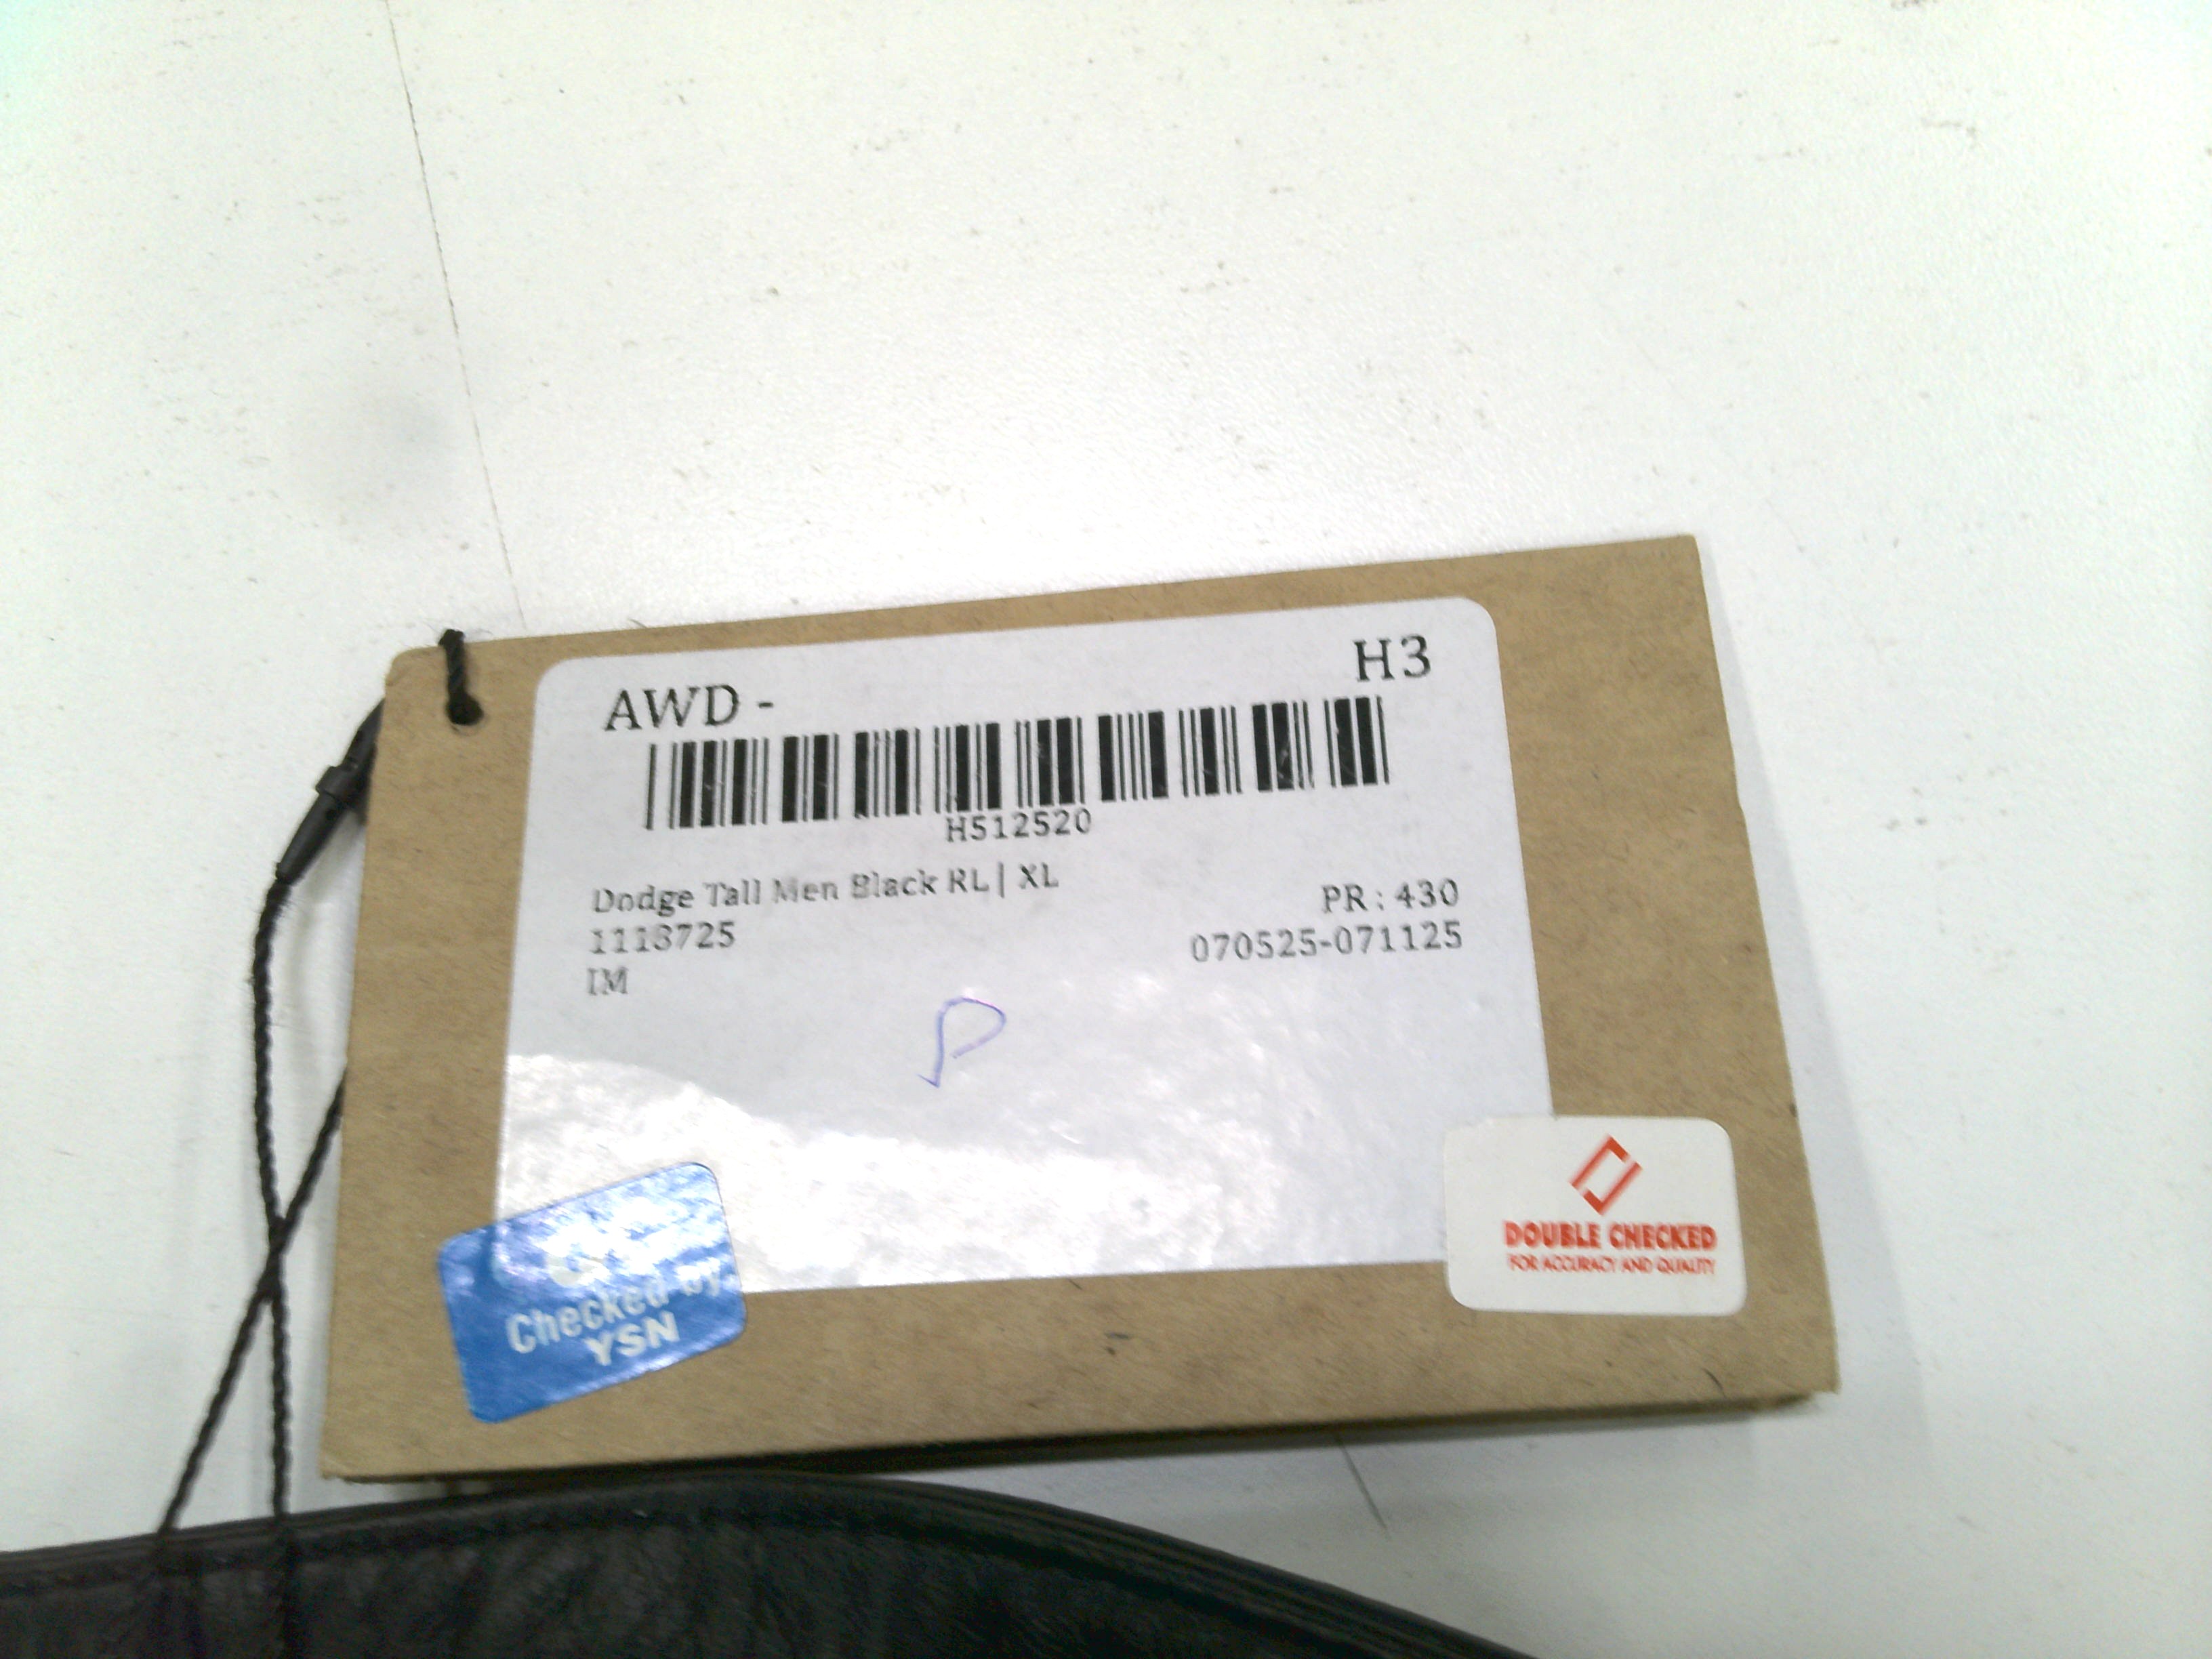 AWD - H3
H512520
Dodge Tall Men Black RL | XL
PR : 430
1113725
070525-071125
IM
P
Checked by
YSN
DOUBLE CHECKED
FOR ACCURACY AND QUALITY